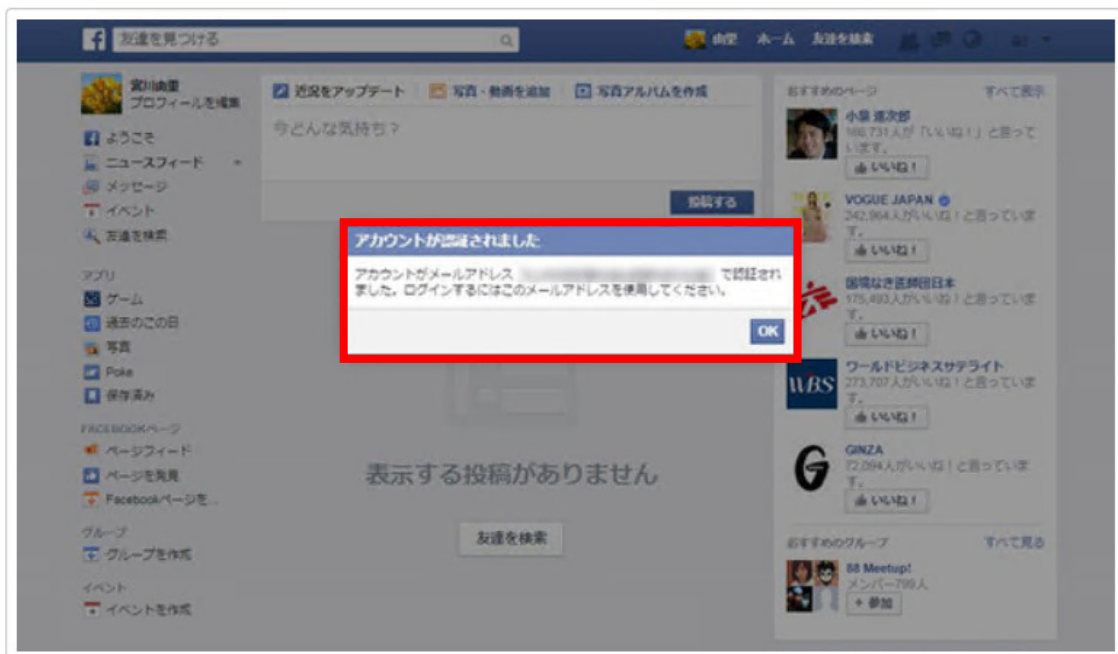 友達を見つける
由里 ホーム 友達を検索
宮川由里
プロフィールを編集
ようこそ
ニュースフィード
メッセージ
イベント
友達を検索
アプリ
ゲーム
過去のこの日
写真
Poke
保存済み
FACEBOOKページ
ページフィード
ページを発見
Facebookページを...
グループ
グループを作成
イベント
イベントを作成
近況をアップデート 写真・動画を追加 写真アルバムを作成
今どんな気持ち?
投稿する
アカウントが認証されました
アカウントがメールアドレス で認証され
ました。ログインするにはこのメールアドレスを使用してください。
OK
表示する投稿がありません
友達を検索
おすすめのページ すべて表示
小泉 進次郎
166,731人が「いいね!」と言って
います。
いいね!
VOGUE JAPAN
242,964人がいいね!と言っていま
す。
いいね!
国境なき医師団日本
175,493人がいいね!と言っていま
す。
いいね!
WBS
ワールドビジネスサテライト
273,707人がいいね!と言っていま
す。
いいね!
G
GINZA
72,094人がいいね!と言っていま
す。
いいね!
おすすめのグループ すべて見る
88 Meetup!
メンバー799人
+ 参加